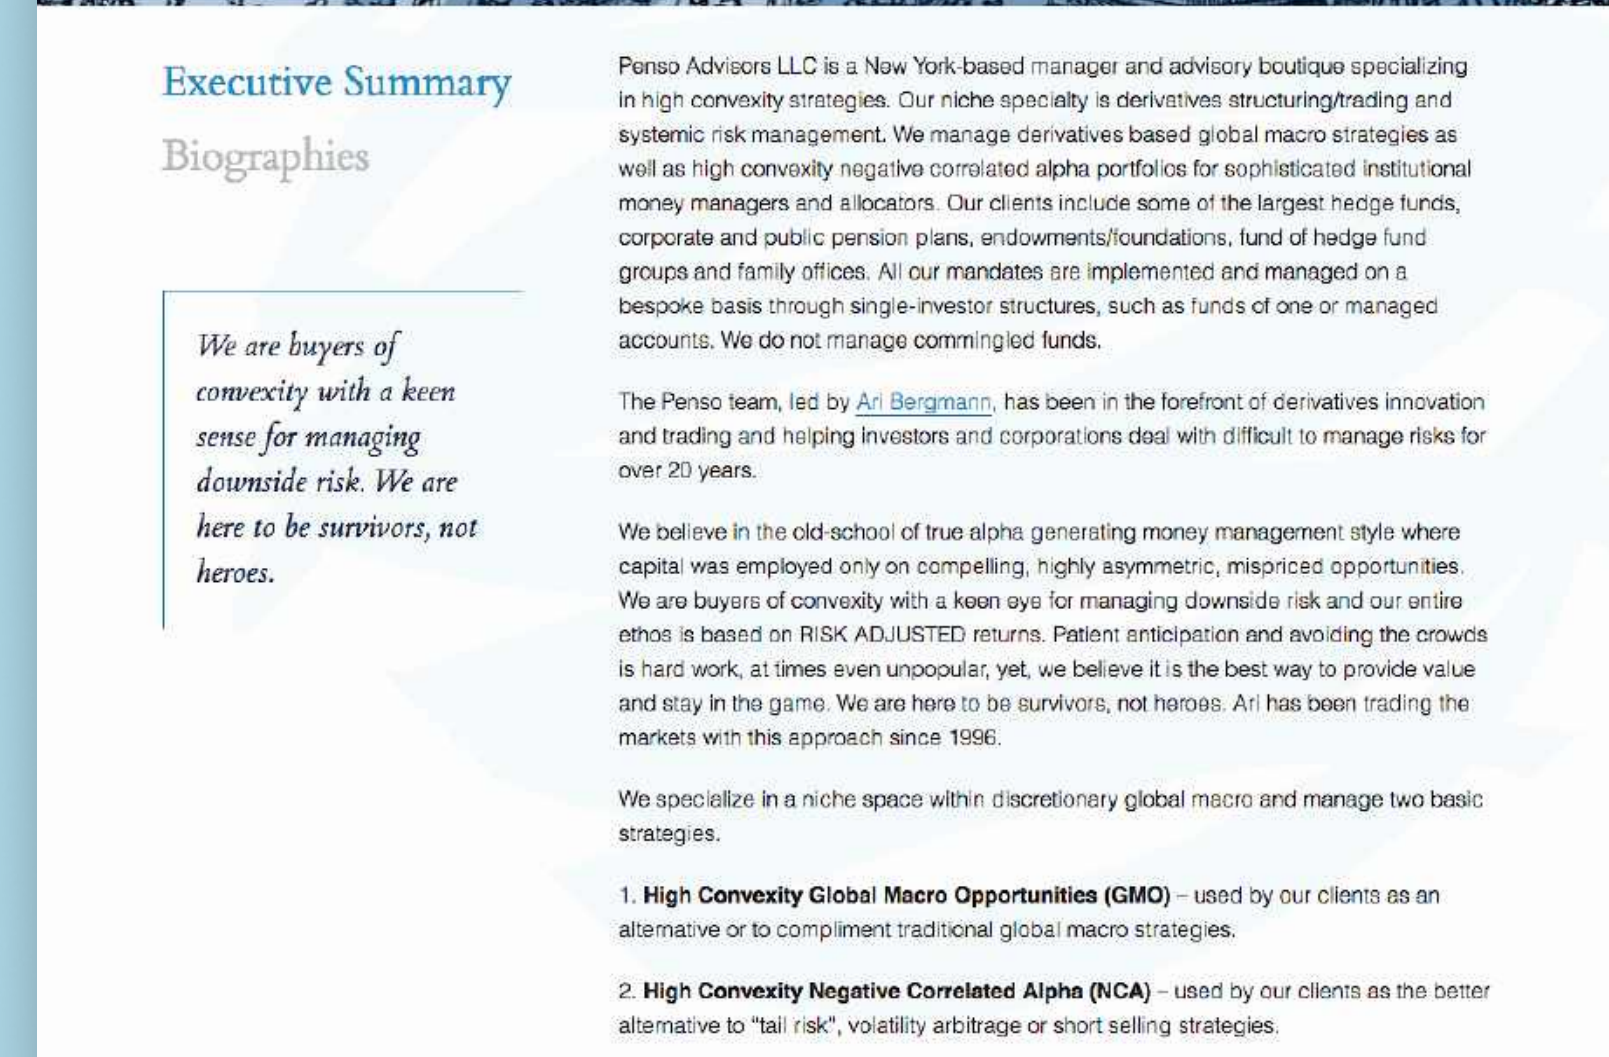 Executive Summary
Biographies
We are buyers of
convexity with a keen
sense for managing
downside risk. We are
here to be survivors, not
heroes.
Penso Advisors LLC is a New York-based manager and advisory boutique specializing
in high convexity strategies. Our niche specialty is derivatives structuring/trading and
systemic risk management. We manage derivatives based global macro strategies as
well as high convexity negative correlated alpha portfolios for sophisticated institutional
money managers and allocators. Our clients include some of the largest hedge funds,
corporate and public pension plans, endowments/foundations, fund of hedge fund
groups and family offices. All our mandates are implemented and managed on a
bespoke basis through single-investor structures, such as funds of one or managed
accounts. We do not manage commingled funds.
The Penso team, led by Ari Bergmann, has been in the forefront of derivatives innovation
and trading and helping investors and corporations deal with difficult to manage risks for
over 20 years.
We believe in the old-school of true alpha generating money management style where
capital was employed only on compelling, highly asymmetric, mispriced opportunities.
We are buyers of convexity with a keen eye for managing downside risk and our entire
ethos is based on RISK ADJUSTED returns. Patient anticipation and avoiding the crowds
is hard work, at times even unpopular, yet, we believe it is the best way to provide value
and stay in the game. We are here to be survivors, not heroes. Ari has been trading the
markets with this approach since 1996.
We specialize in a niche space within discretionary global macro and manage two basic
strategies.
1. High Convexity Global Macro Opportunities (GMO) – used by our clients as an
alternative or to compliment traditional global macro strategies.
2. High Convexity Negative Correlated Alpha (NCA) – used by our clients as the better
alternative to "tail risk", volatility arbitrage or short selling strategies.